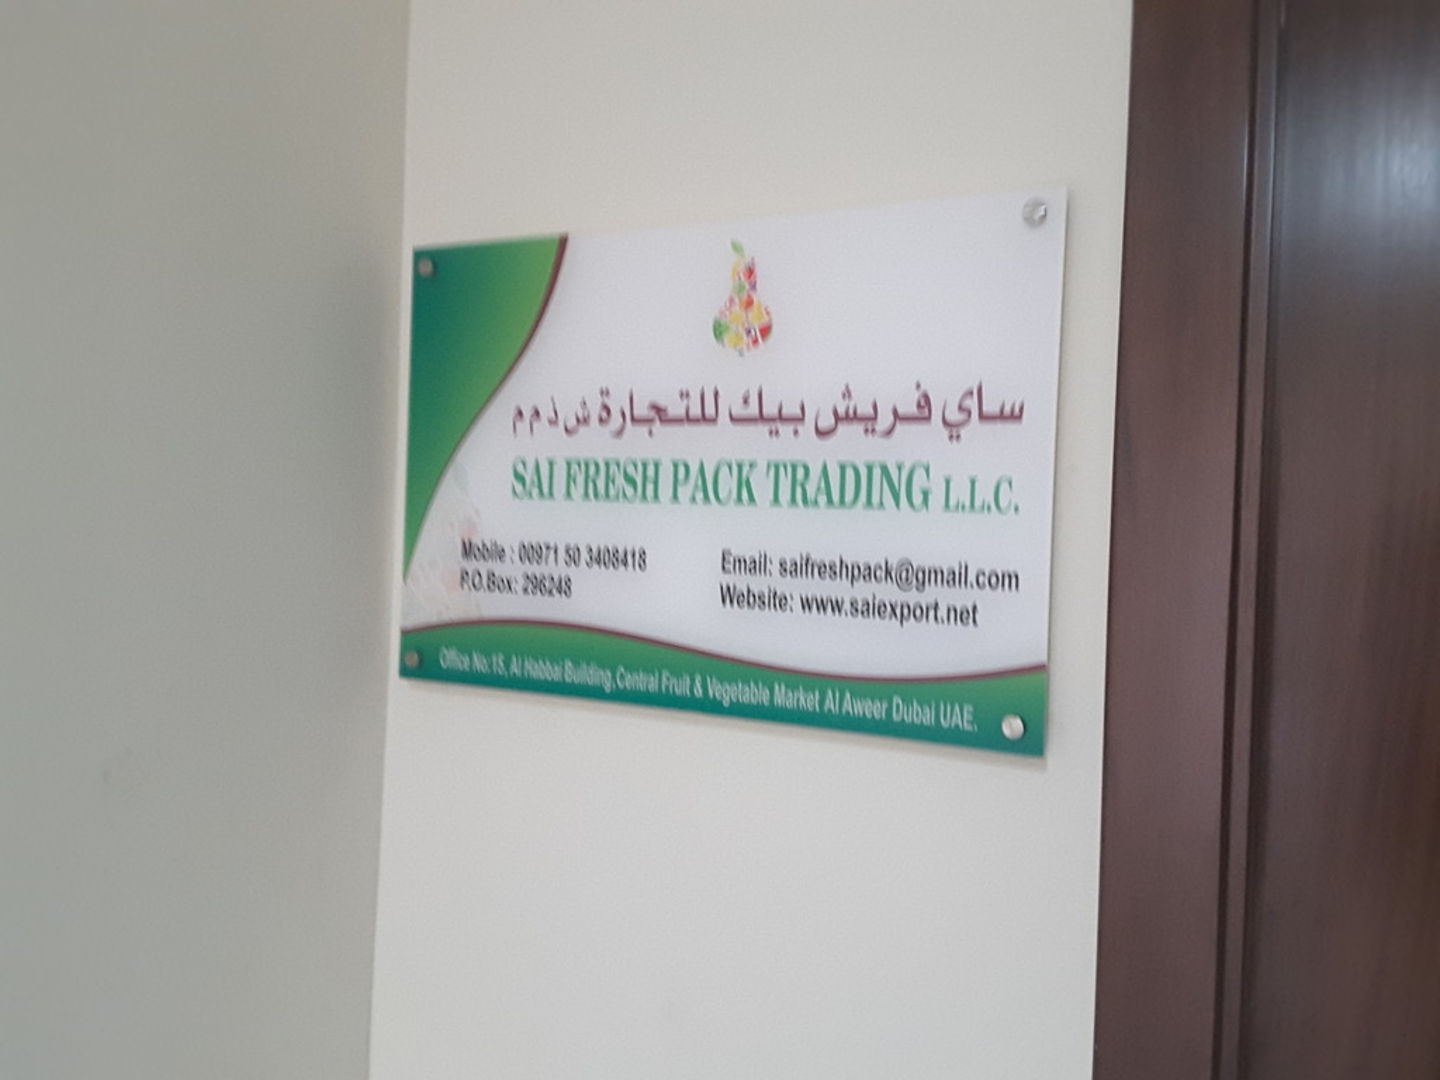 ساي فريش بيك للتجارة ش ذ م م
SAI FRESH PACK TRADING L.L.C.
Mobile : 00971 50 3408418
P.O.Box: 296248
Email: saifreshpack@gmail.com
Website: www.saiexport.net
Office No:15, Al Habbai Building, Central Fruit & Vegetable Market Al Aweer Dubai UAE.